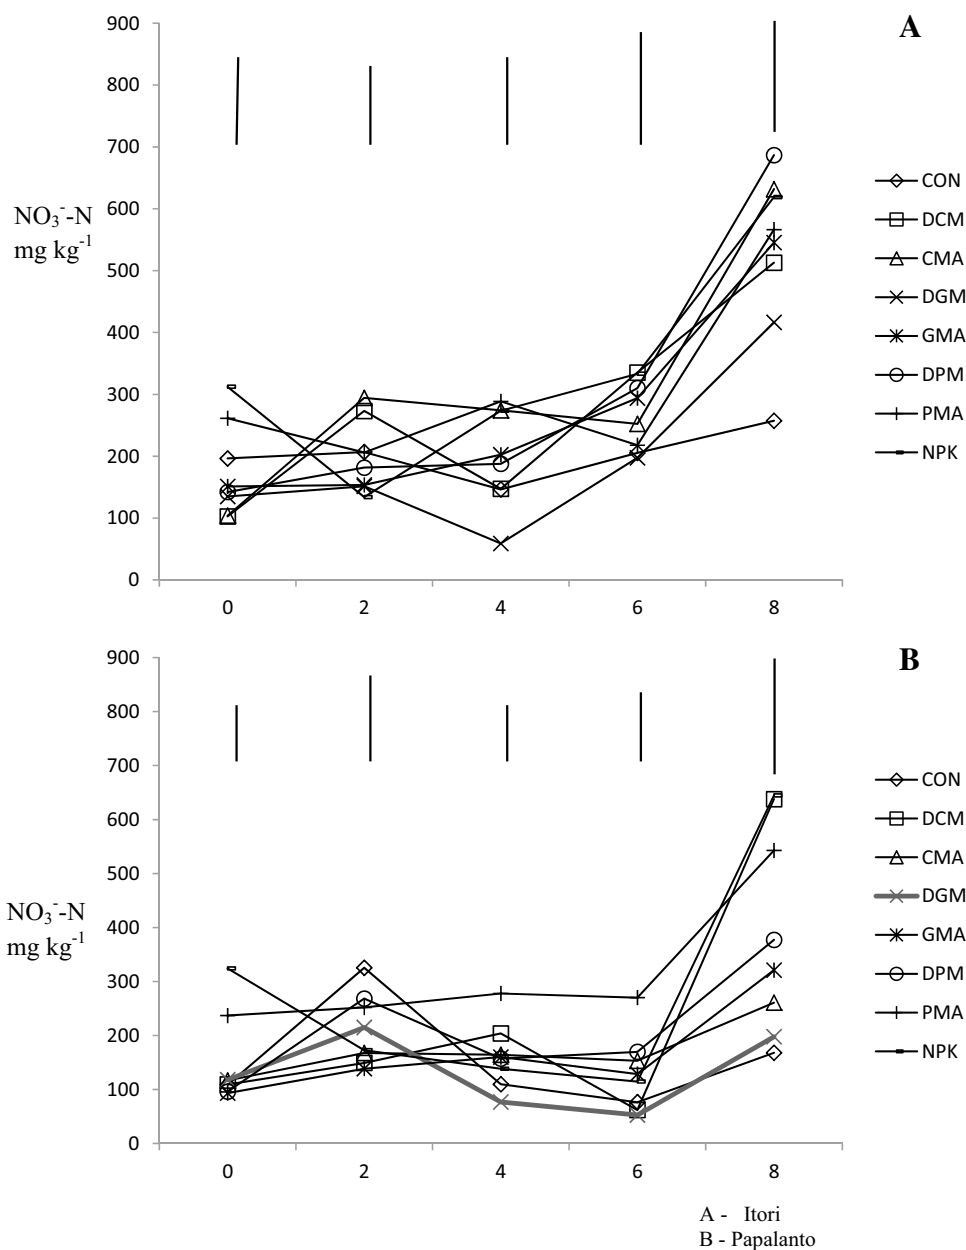 A
900
800
700
600
500
400
300
200
100
0
NO₃⁻-N
mg kg⁻¹
0 2 4 6 8
CON
DCM
CMA
DGM
GMA
DPM
PMA
NPK
B
900
800
700
600
500
400
300
200
100
0
NO₃⁻-N
mg kg⁻¹
0 2 4 6 8
CON
DCM
CMA
DGM
GMA
DPM
PMA
NPK
A - Itori
B - Papalanto